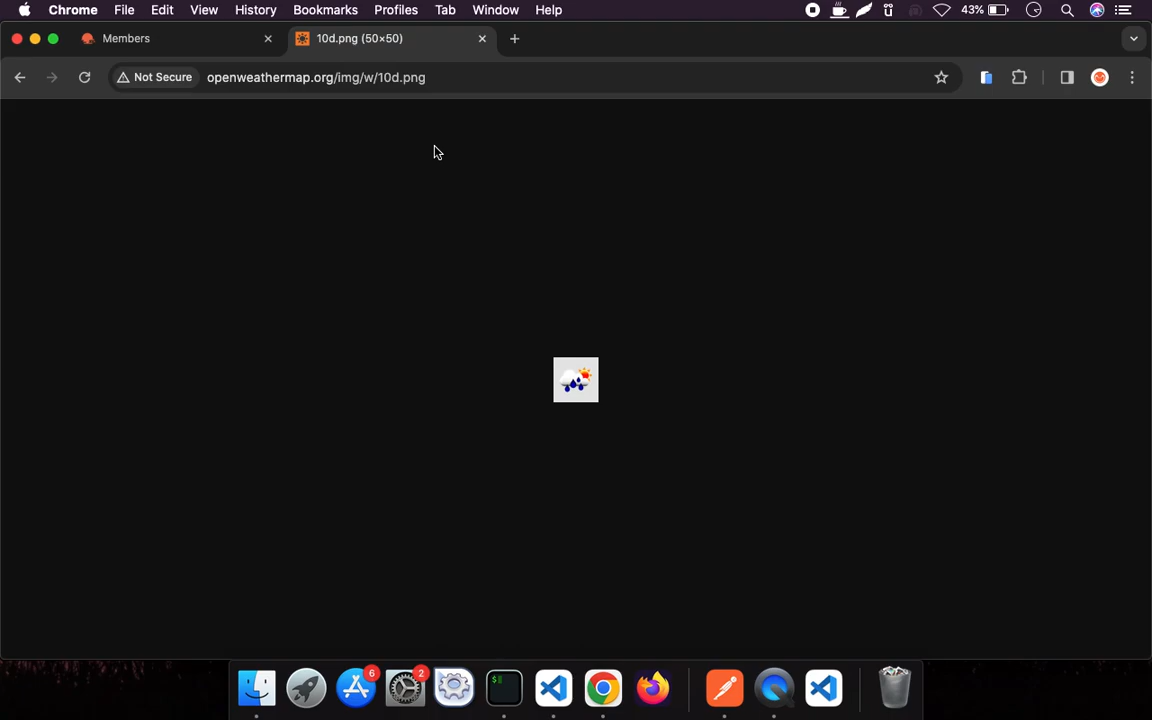 Chrome File Edit View History Bookmarks Profiles Tab Window Help 43%
Members 10d.png (50×50)
Not Secure openweathermap.org/img/w/10d.png
6 2
$